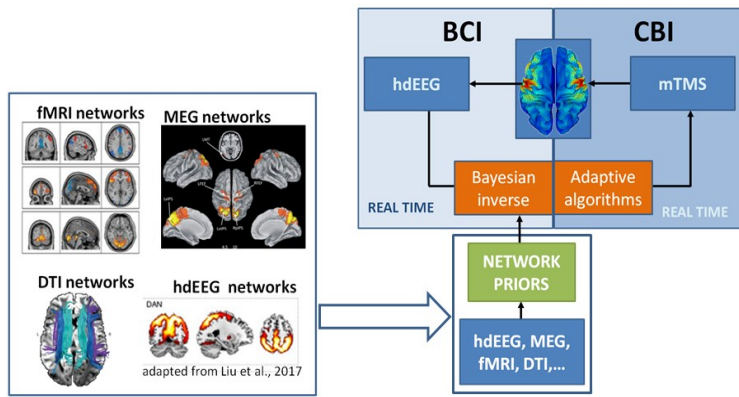 fMRI networks
MEG networks
DTI networks
hdEEG networks
DAN
adapted from Liu et al., 2017
BCI
CBI
hdEEG
mTMS
Bayesian
inverse
Adaptive
algorithms
REAL TIME
REAL TIME
NETWORK
PRIORS
hdEEG, MEG,
fMRI, DTI,...